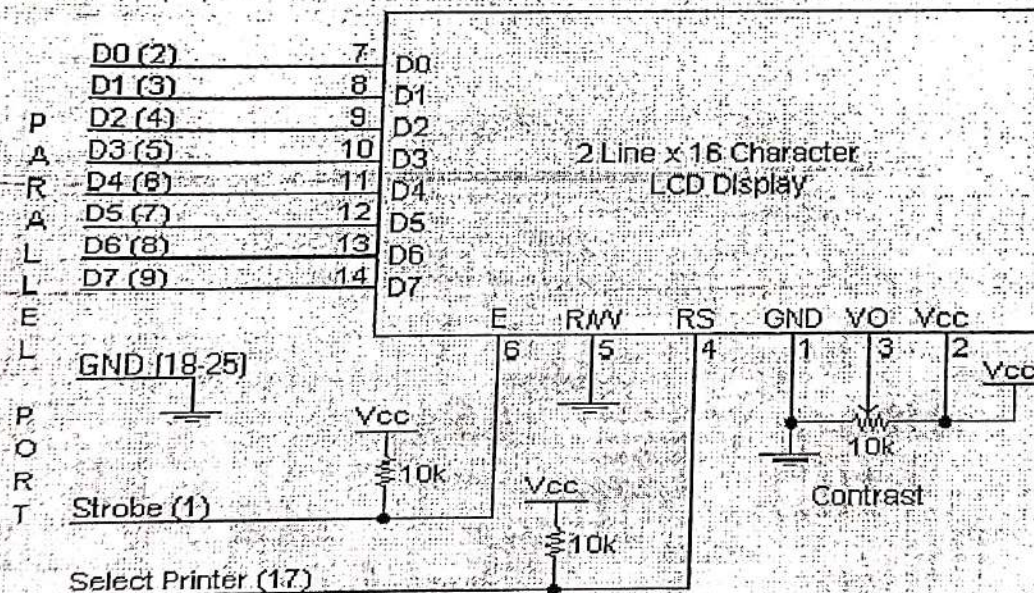 PARALLEL PORT
D0 (2) 7 D0
D1 (3) 8 D1
D2 (4) 9 D2
D3 (5) 10 D3
D4 (6) 11 D4
D5 (7) 12 D5
D6 (8) 13 D6
D7 (9) 14 D7
2 Line x 16 Character
LCD Display
E R/W RS GND VO Vcc
6 5 4 1 3 2
GND (18-25)
Vcc
10k
Vcc
10k
Vcc
10k
Contrast
Strobe (1)
Select Printer (17)